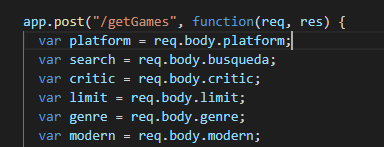 app.post("/getGames", function(req, res) {
var platform = req.body.platform;
var search = req.body.busqueda;
var critic = req.body.critic;
var limit = req.body.limit;
var genre = req.body.genre;
var modern = req.body.modern;